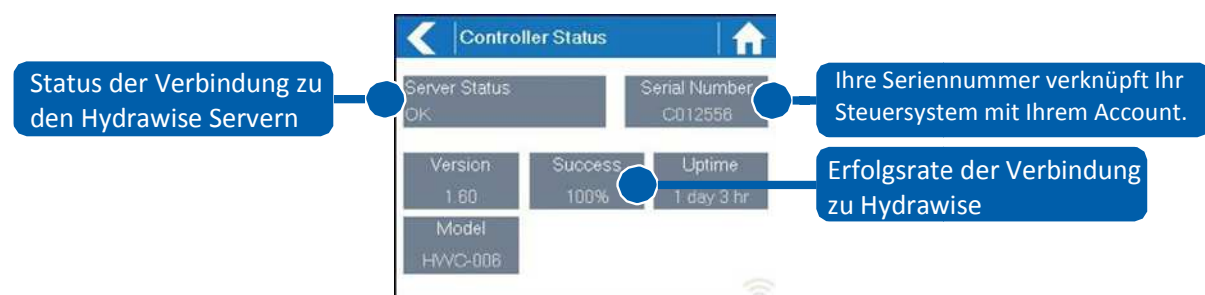 Controller Status
Status der Verbindung zu
den Hydrawise Servern
Server Status
OK
Serial Number
C012556
Ihre Seriennummer verknüpft Ihr
Steuersystem mit Ihrem Account.
Version
1.60
Success
100%
Uptime
1 day 3 hr
Erfolgsrate der Verbindung
zu Hydrawise
Model
HWC-006